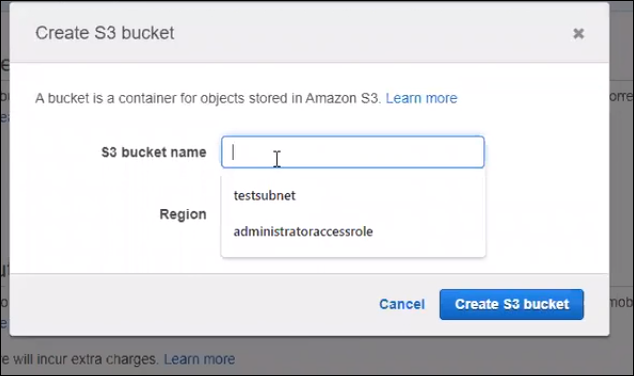 Create S3 bucket
A bucket is a container for objects stored in Amazon S3. Learn more
S3 bucket name
testsubnet
Region
administratoraccessrole
Cancel
Create S3 bucket
re will incur extra charges. Learn more